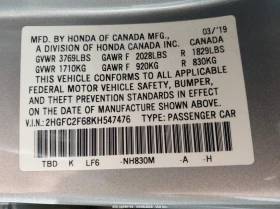 MFD. BY HONDA OF CANADA MFG., 03/'19
A DIVISION OF HONDA CANADA INC. CANADA
GVWR 3769LBS GAWR F 2028LBS R 1829LBS
GVWR 1710KG GAWR F 920KG R 830KG
THIS VEHICLE CONFORMS TO ALL APPLICABLE
FEDERAL MOTOR VEHICLE SAFETY, BUMPER,
AND THEFT PREVENTION STANDARDS IN EFFECT ON
THE DATE OF MANUFACTURE SHOWN ABOVE.
V.I.N.: 2HGFC2F68KH547476 TYPE: PASSENGER CAR
TBD K LF6 -NH830M -A -H